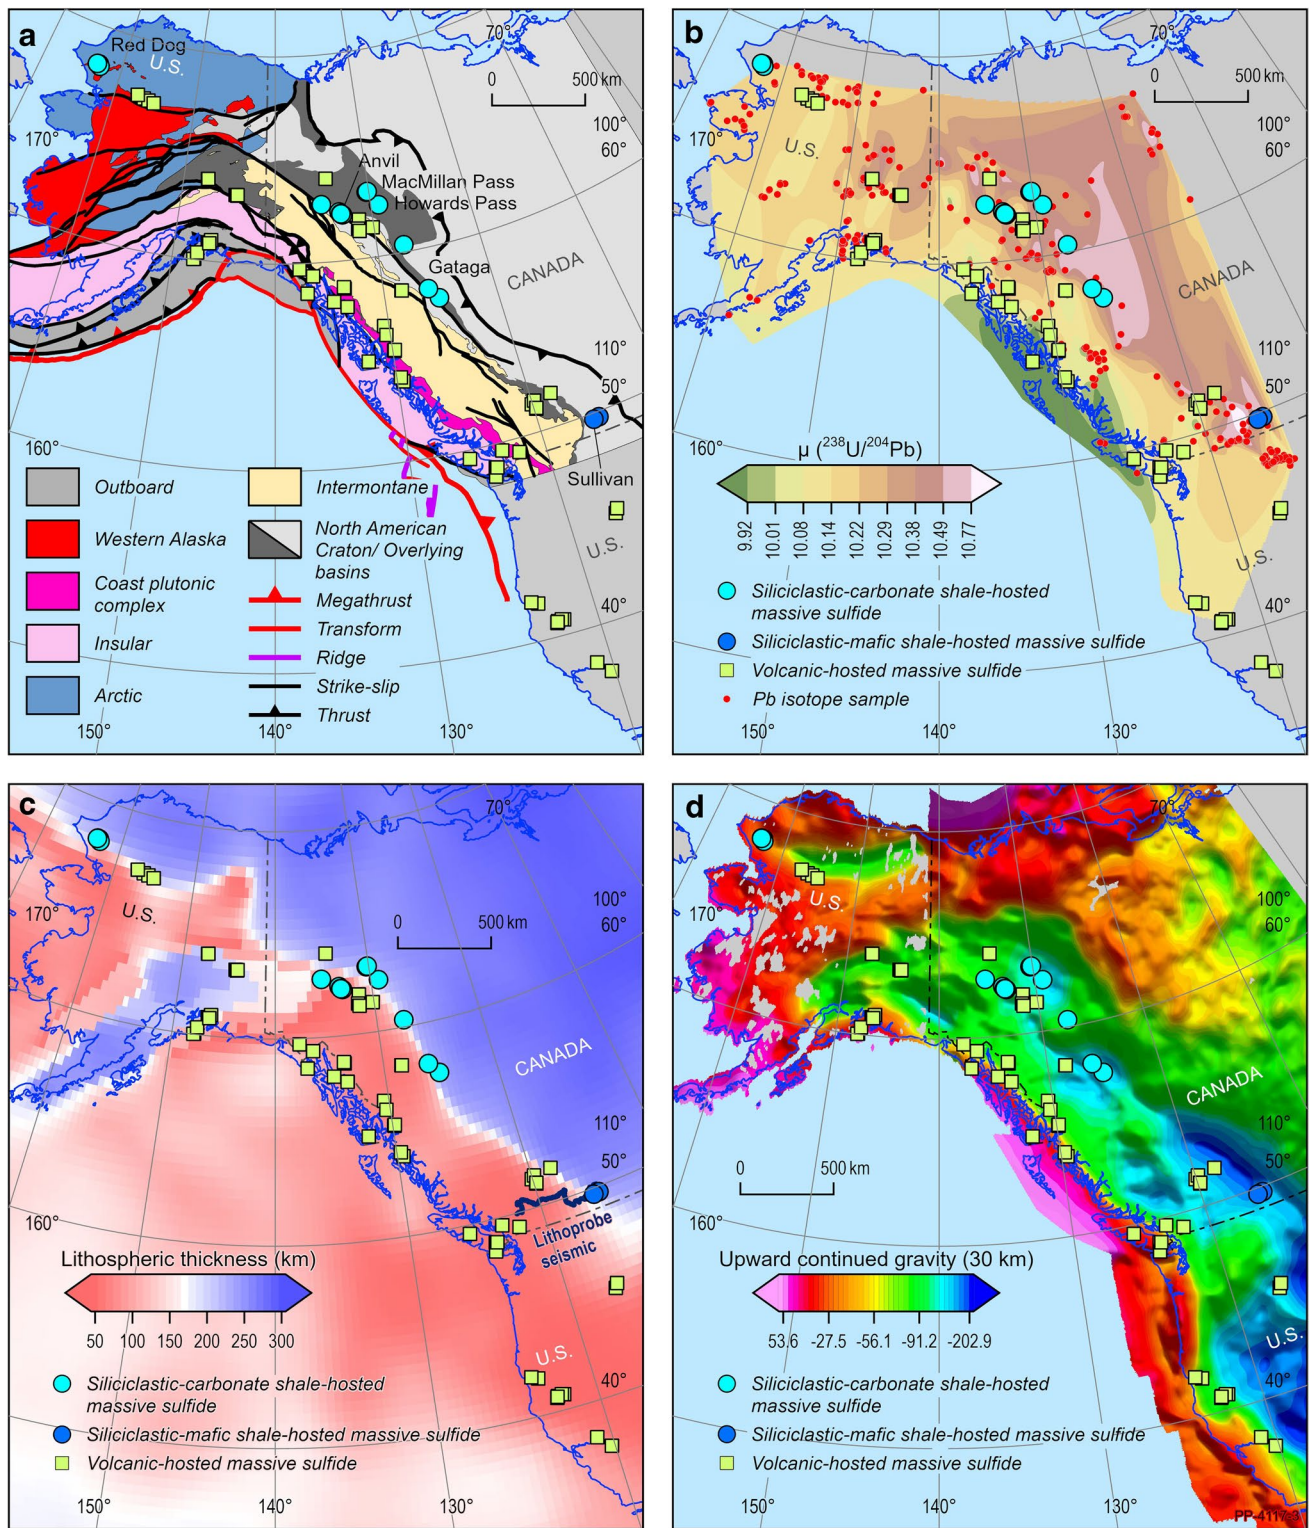 a
Red Dog
U.S.
70°
0
500 km
170°
100°
60°
Anvil
MacMillan Pass
Howards Pass
Gataga
CANADA
110°
50°
160°
Sullivan
U.S.
40°
150°
140°
130°
Outboard
Western Alaska
Coast plutonic
complex
Insular
Arctic
Intermontane
North American
Craton/ Overlying
basins
Megathrust
Transform
Ridge
Strike-slip
Thrust
b
70°
0
500 km
U.S.
170°
100°
60°
CANADA
110°
50°
160°
μ (²³⁸U/²⁰⁴Pb)
9.92
10.01
10.08
10.14
10.22
10.29
10.38
10.49
10.77
U.S.
40°
Siliciclastic-carbonate shale-hosted
massive sulfide
Siliciclastic-mafic shale-hosted massive sulfide
Volcanic-hosted massive sulfide
Pb isotope sample
150°
140°
130°
c
70°
U.S.
170°
0
500 km
100°
60°
CANADA
110°
50°
160°
Lithoprobe
seismic
Lithospheric thickness (km)
50 100 150 200 250 300
U.S.
40°
Siliciclastic-carbonate shale-hosted
massive sulfide
Siliciclastic-mafic shale-hosted massive sulfide
Volcanic-hosted massive sulfide
150°
140°
130°
d
70°
U.S.
170°
100°
60°
CANADA
110°
50°
0
500 km
160°
Upward continued gravity (30 km)
53.6 -27.5 -56.1 -91.2 -202.9
U.S.
40°
Siliciclastic-carbonate shale-hosted
massive sulfide
Siliciclastic-mafic shale-hosted massive sulfide
Volcanic-hosted massive sulfide
150°
140°
130°
PP-4117-3